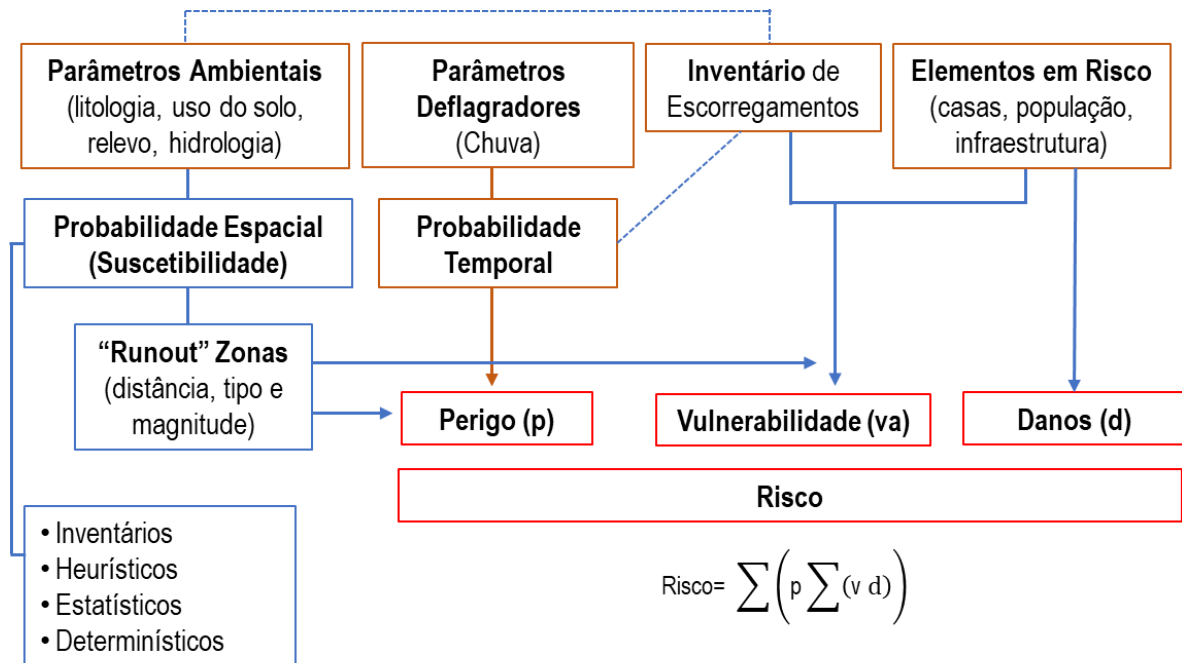 Parâmetros Ambientais
(litologia, uso do solo,
relevo, hidrologia)
Parâmetros
Deflagradores
(Chuva)
Inventário de
Escorregamentos
Elementos em Risco
(casas, população,
infraestrutura)
Probabilidade Espacial
(Suscetibilidade)
Probabilidade
Temporal
“Runout” Zonas
(distância, tipo e
magnitude)
Perigo (p)
Vulnerabilidade (va)
Danos (d)
Risco
• Inventários
• Heurísticos
• Estatísticos
• Determinísticos
Risco= ∑(p ∑(v d))